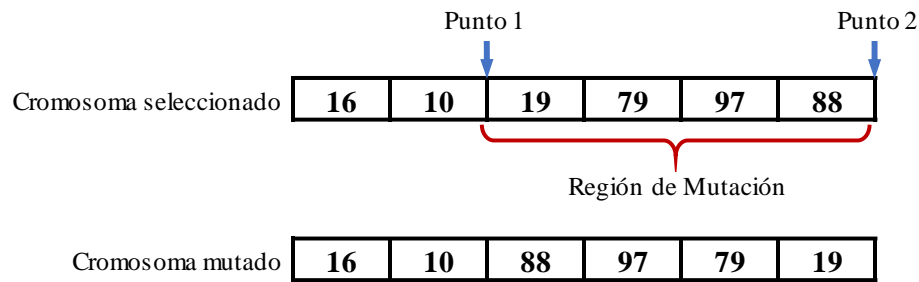 Punto 1 Punto 2
Cromosoma seleccionado 16 10 19 79 97 88
Región de Mutación
Cromosoma mutado 16 10 88 97 79 19